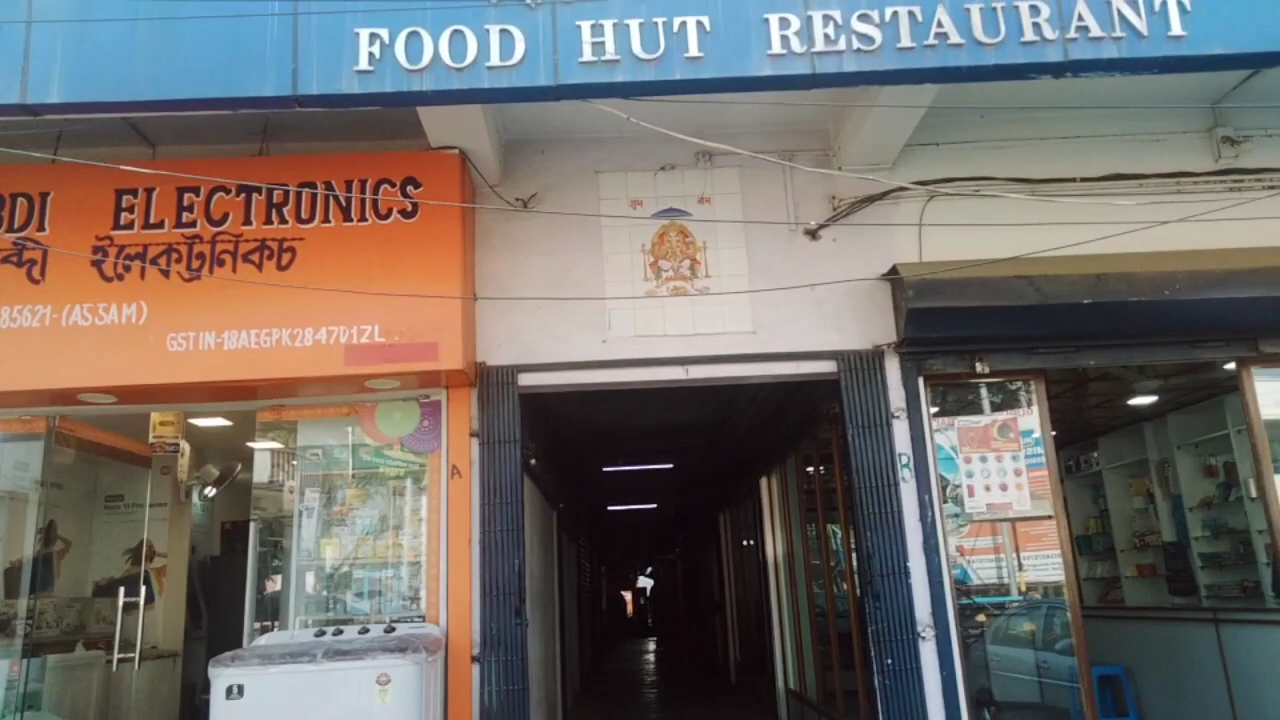 FOOD HUT RESTAURANT
BDI ELECTRONICS
ব্দী ইলেকট্ৰনিকচ
85621-(ASSAM)
GSTIN-18AEGPK2847D1ZL
शुभ लाभ
A
B